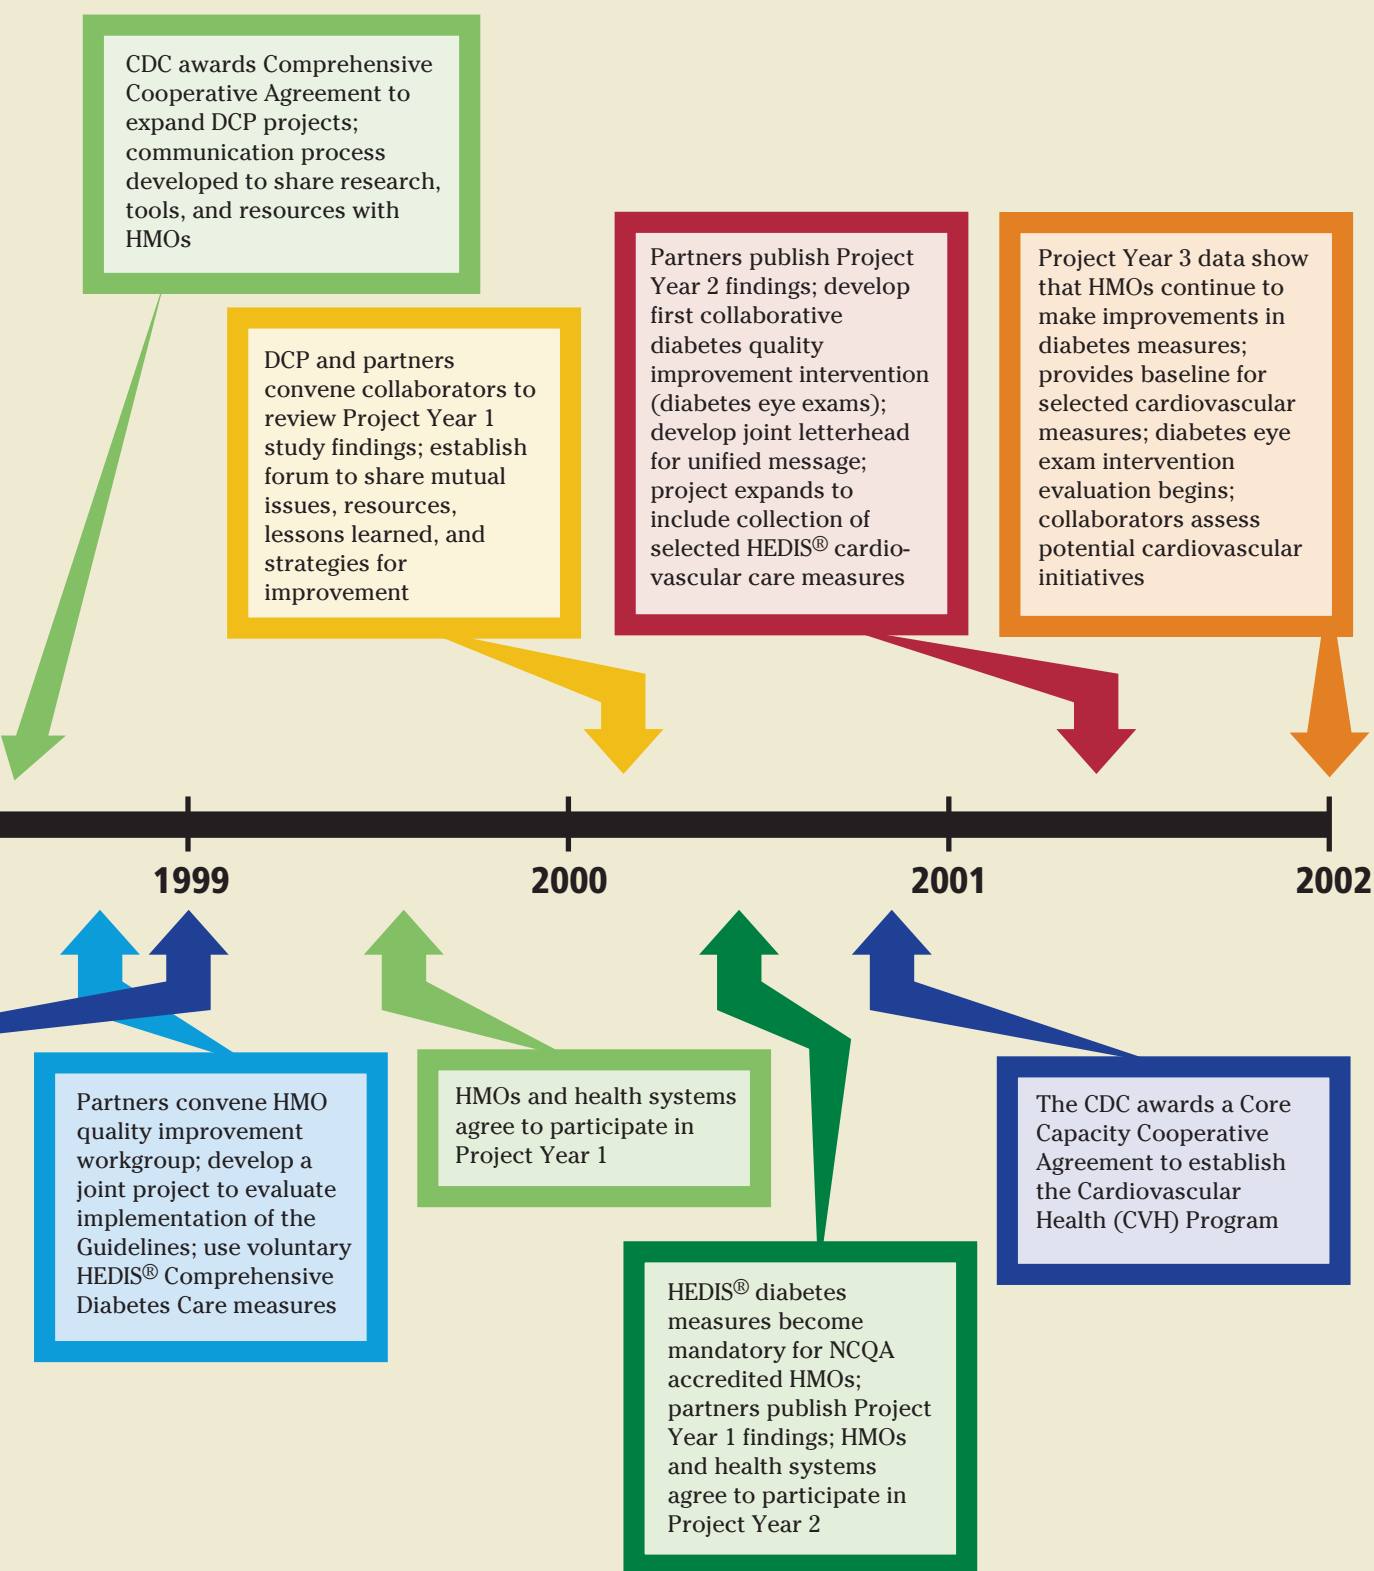 CDC awards Comprehensive
Cooperative Agreement to
expand DCP projects;
communication process
developed to share research,
tools, and resources with
HMOs
DCP and partners
convene collaborators to
review Project Year 1
study findings; establish
forum to share mutual
issues, resources,
lessons learned, and
strategies for
improvement
Partners publish Project
Year 2 findings; develop
first collaborative
diabetes quality
improvement intervention
(diabetes eye exams);
develop joint letterhead
for unified message;
project expands to
include collection of
selected HEDIS® cardio-
vascular care measures
Project Year 3 data show
that HMOs continue to
make improvements in
diabetes measures;
provides baseline for
selected cardiovascular
measures; diabetes eye
exam intervention
evaluation begins;
collaborators assess
potential cardiovascular
initiatives
1999
2000
2001
2002
Partners convene HMO
quality improvement
workgroup; develop a
joint project to evaluate
implementation of the
Guidelines; use voluntary
HEDIS® Comprehensive
Diabetes Care measures
HMOs and health systems
agree to participate in
Project Year 1
HEDIS® diabetes
measures become
mandatory for NCQA
accredited HMOs;
partners publish Project
Year 1 findings; HMOs
and health systems
agree to participate in
Project Year 2
The CDC awards a Core
Capacity Cooperative
Agreement to establish
the Cardiovascular
Health (CVH) Program